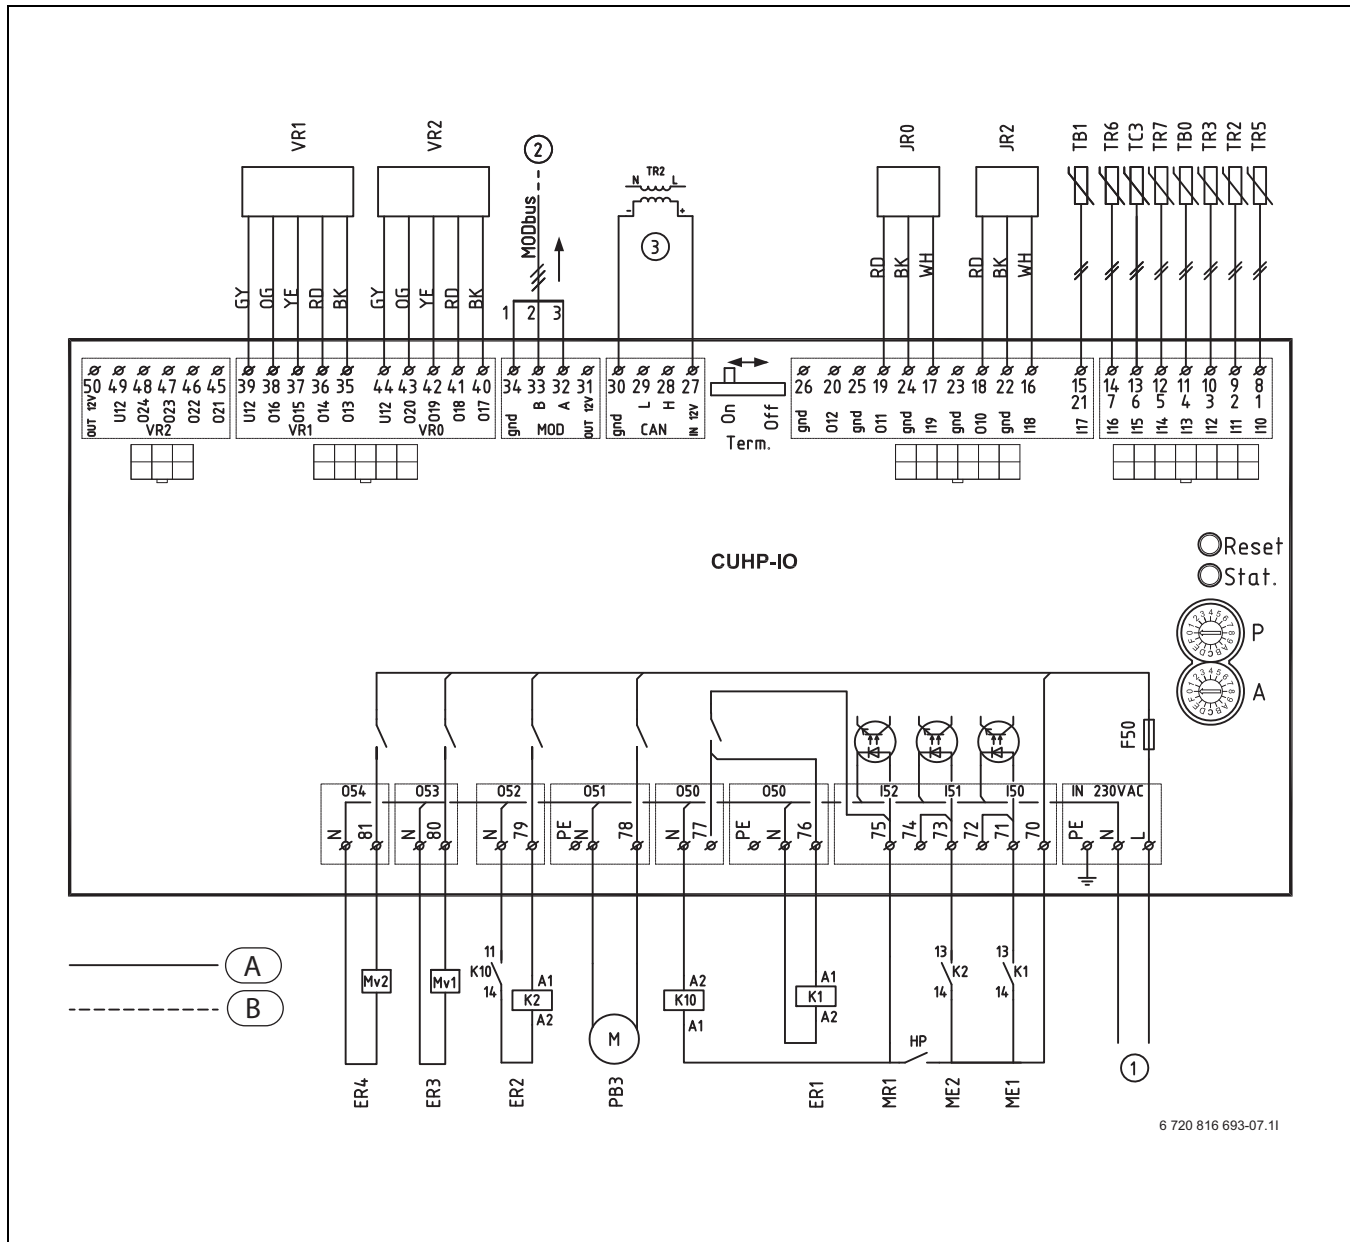 VR1
VR2
2
MODbus
N TR2 L
- +
3
JR0
JR2
TB1 TR6 TC3 TR7 TB0 TR3 TR2 TR5
GY OG YE RD BK
GY OG YE RD BK
1 2 3
RD BK WH
RD BK WH
50 49 48 47 46 45
OUT 12V U12 O24 O23 O22 O21
VR2
39 38 37 36 35
U12 O16 O15 O14 O13
VR1
44 43 42 41 40
U12 O20 O19 O18 O17
VR0
34 33 32 31
gnd B A OUT 12V
MOD
30 29 28 27
gnd L H IN 12V
CAN
On Off
Term.
26 20 25 19 24 17 23 18 22 16
gnd O12 gnd O11 gnd I19 gnd O10 gnd I18
15
21
I17
14 13 12 11 10 9 8
7 6 5 4 3 2 1
I16 I15 I14 I13 I12 I11 I10
CUHP-IO
Reset
Stat.
P
A
F50
O54 O53 O52 O51 O50 O50 I52 I51 I50 IN 230VAC
N 81
N 80
N 79
PE N 78
N 77
PE N 76
75 74 73 72 71 70
PE N L
A
B
Mv2
Mv1
11
K10
14
A1
K2
A2
M
A2
K10
A1
A1
K1
A2
13
K2
14
13
K1
14
HP
1
ER4 ER3 ER2 PB3 ER1 MR1 ME2 ME1
6 720 816 693-07.1I